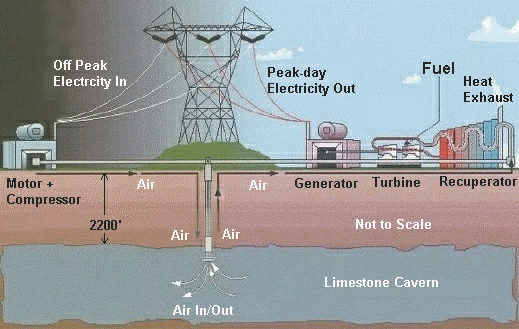 Off Peak
Electrcity In
Peak-day
Electricity Out
Fuel
Heat
Exhaust
Motor +
Compressor
Air
Air
Generator
Turbine
Recuperator
2200'
Air
Air
Not to Scale
Limestone Cavern
Air In/Out